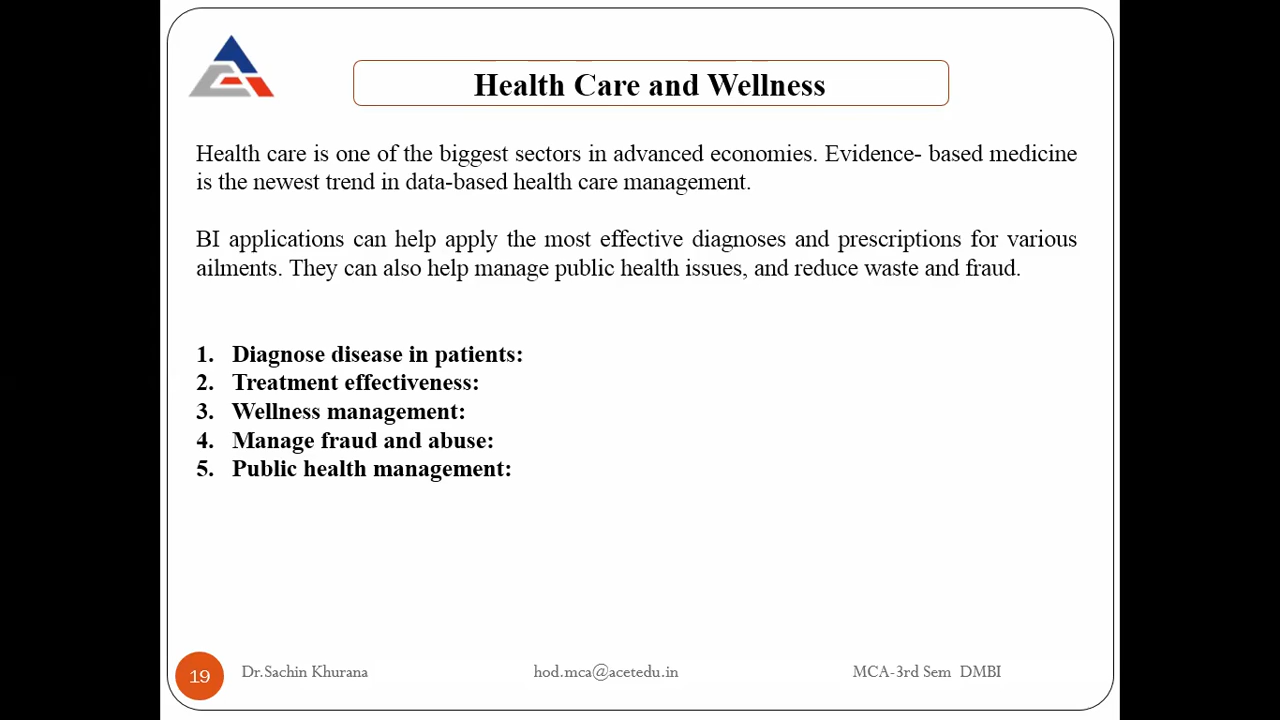 Health Care and Wellness
Health care is one of the biggest sectors in advanced economies. Evidence- based medicine
is the newest trend in data-based health care management.
BI applications can help apply the most effective diagnoses and prescriptions for various
ailments. They can also help manage public health issues, and reduce waste and fraud.
1. Diagnose disease in patients:
2. Treatment effectiveness:
3. Wellness management:
4. Manage fraud and abuse:
5. Public health management:
19 Dr.Sachin Khurana hod.mca@acetedu.in MCA-3rd Sem DMBI